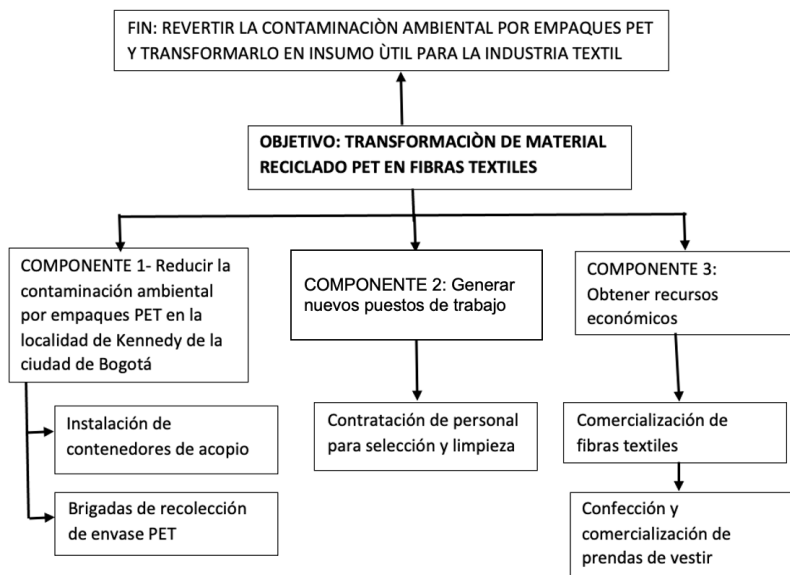 FIN: REVERTIR LA CONTAMINACIÒN AMBIENTAL POR EMPAQUES PET
Y TRANSFORMARLO EN INSUMO ÙTIL PARA LA INDUSTRIA TEXTIL
OBJETIVO: TRANSFORMACIÒN DE MATERIAL
RECICLADO PET EN FIBRAS TEXTILES
COMPONENTE 1- Reducir la
contaminación ambiental
por empaques PET en la
localidad de Kennedy de la
ciudad de Bogotá
COMPONENTE 2: Generar
nuevos puestos de trabajo
COMPONENTE 3:
Obtener recursos
económicos
Instalación de
contenedores de acopio
Brigadas de recolección
de envase PET
Contratación de personal
para selección y limpieza
Comercialización de
fibras textiles
Confección y
comercialización de
prendas de vestir